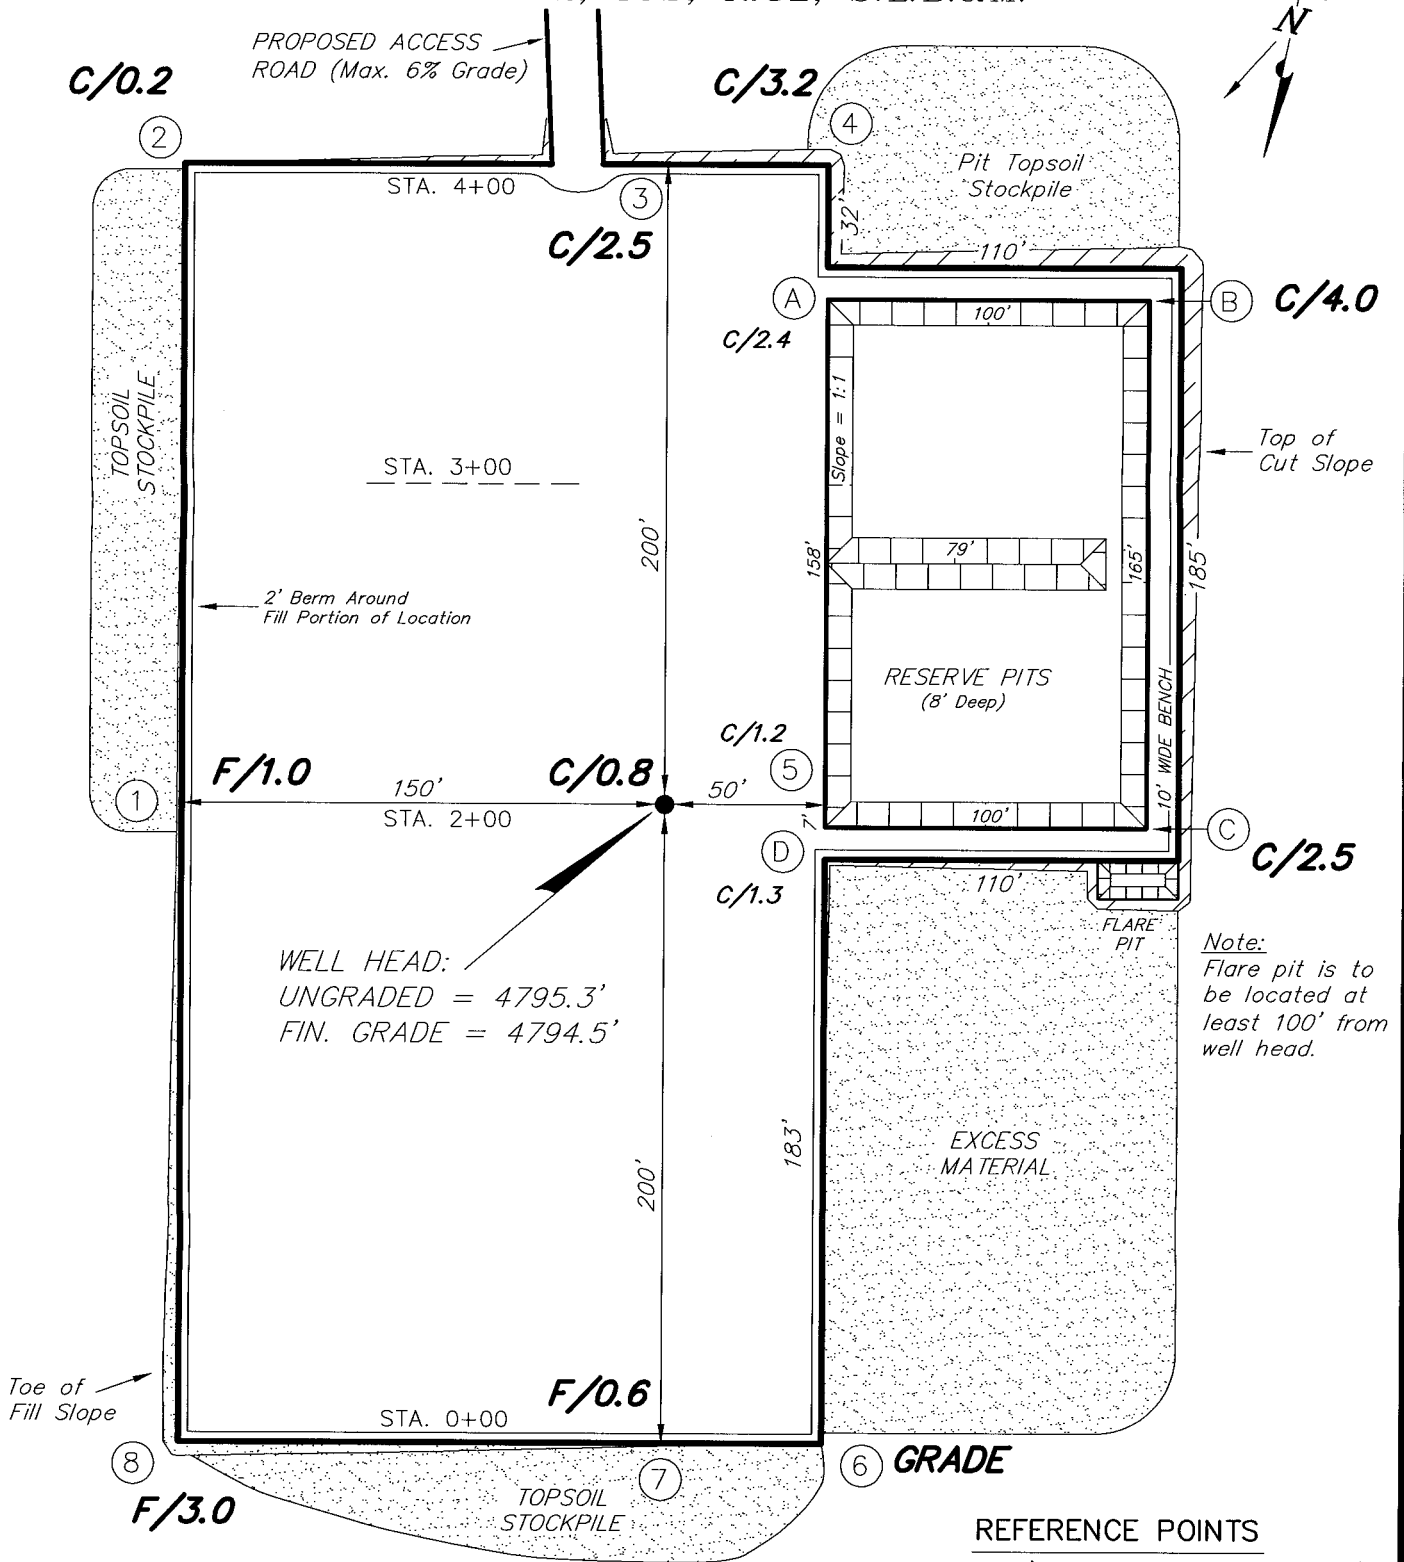 N
PROPOSED ACCESS
ROAD (Max. 6% Grade)
C/0.2
C/3.2
2
4
Pit Topsoil
Stockpile
STA. 4+00
3
32'
C/2.5
110'
A
B
C/4.0
100'
C/2.4
TOPSOIL
STOCKPILE
Slope = 1:1
STA. 3+00
Top of
Cut Slope
200'
158'
79'
165'
185'
2' Berm Around
Fill Portion of Location
RESERVE PITS
(8' Deep)
10' WIDE BENCH
C/1.2
5
F/1.0
C/0.8
1
150'
50'
STA. 2+00
7'
100'
C
D
C/2.5
C/1.3
110'
FLARE
PIT
Note:
Flare pit is to
be located at
least 100' from
well head.
WELL HEAD:
UNGRADED = 4795.3'
FIN. GRADE = 4794.5'
183'
EXCESS
MATERIAL
200'
Toe of
Fill Slope
F/0.6
STA. 0+00
8
7
6
GRADE
F/3.0
TOPSOIL
STOCKPILE
REFERENCE POINTS